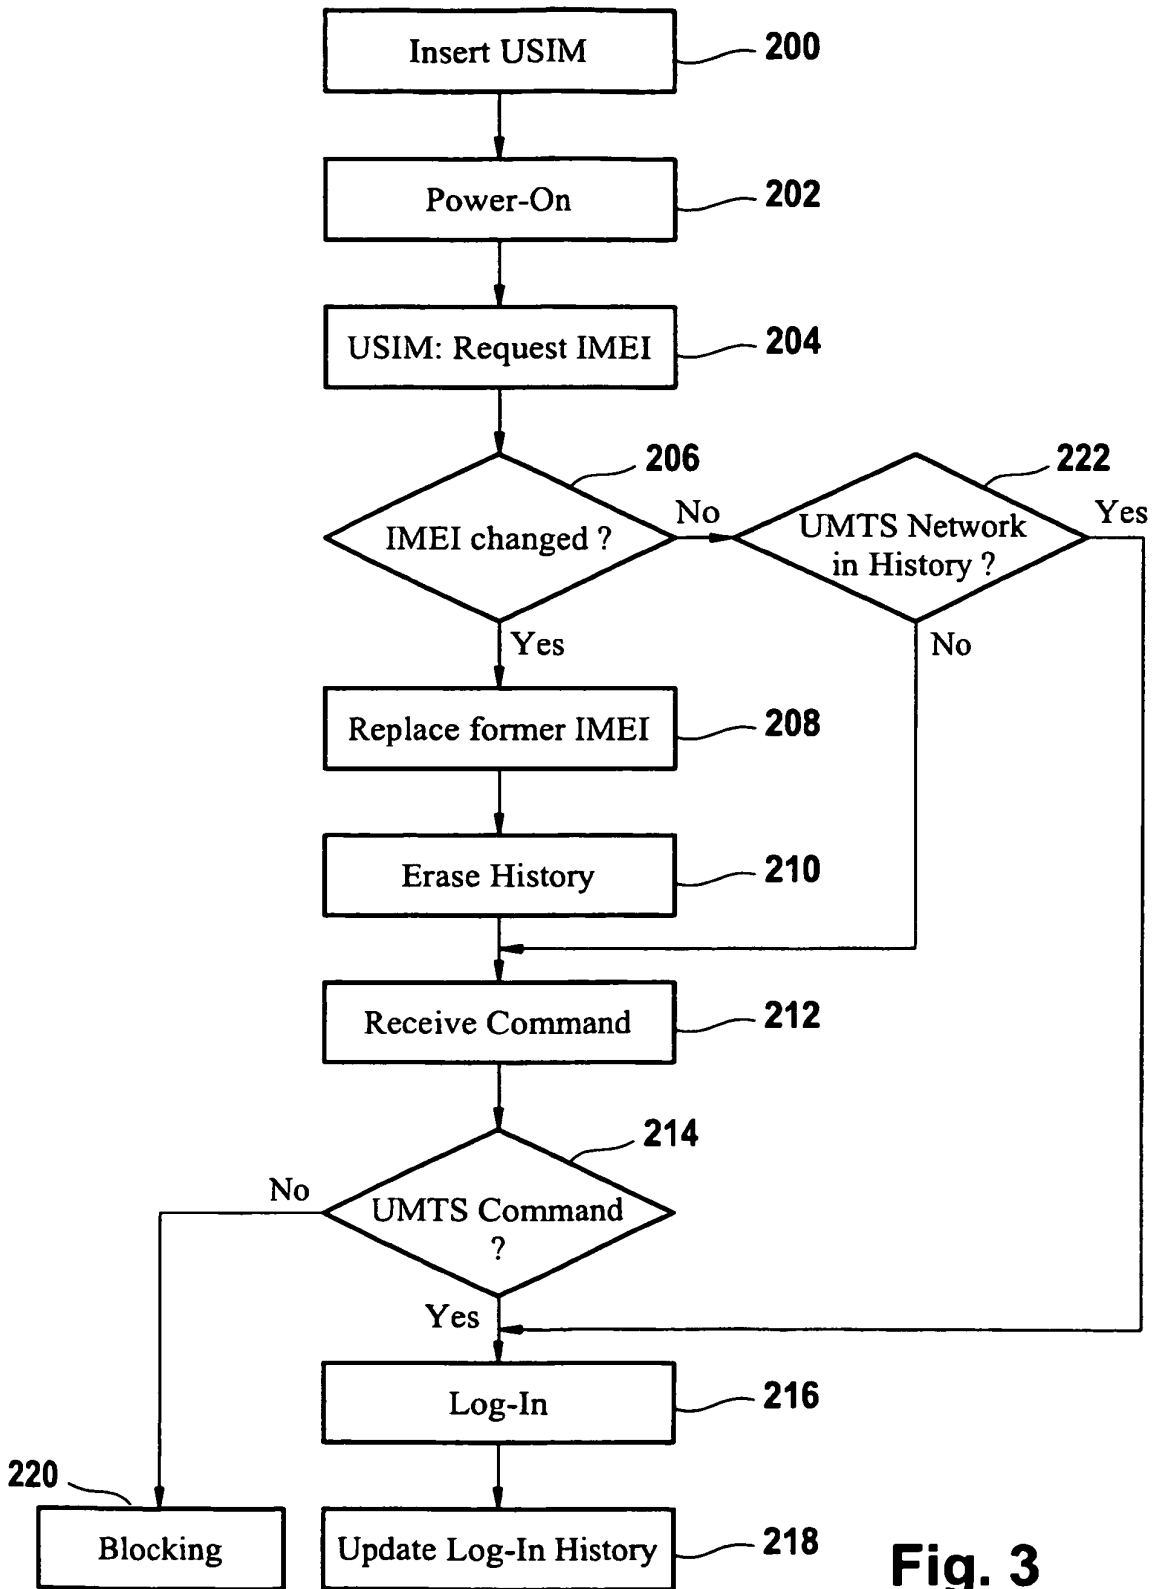 Insert USIM
200
Power-On
202
USIM: Request IMEI
204
206
222
IMEI changed ?
No
UMTS Network
in History ?
Yes
Yes
No
Replace former IMEI
208
Erase History
210
Receive Command
212
214
No
UMTS Command
?
Yes
Log-In
216
220
Blocking
Update Log-In History
218
Fig. 3